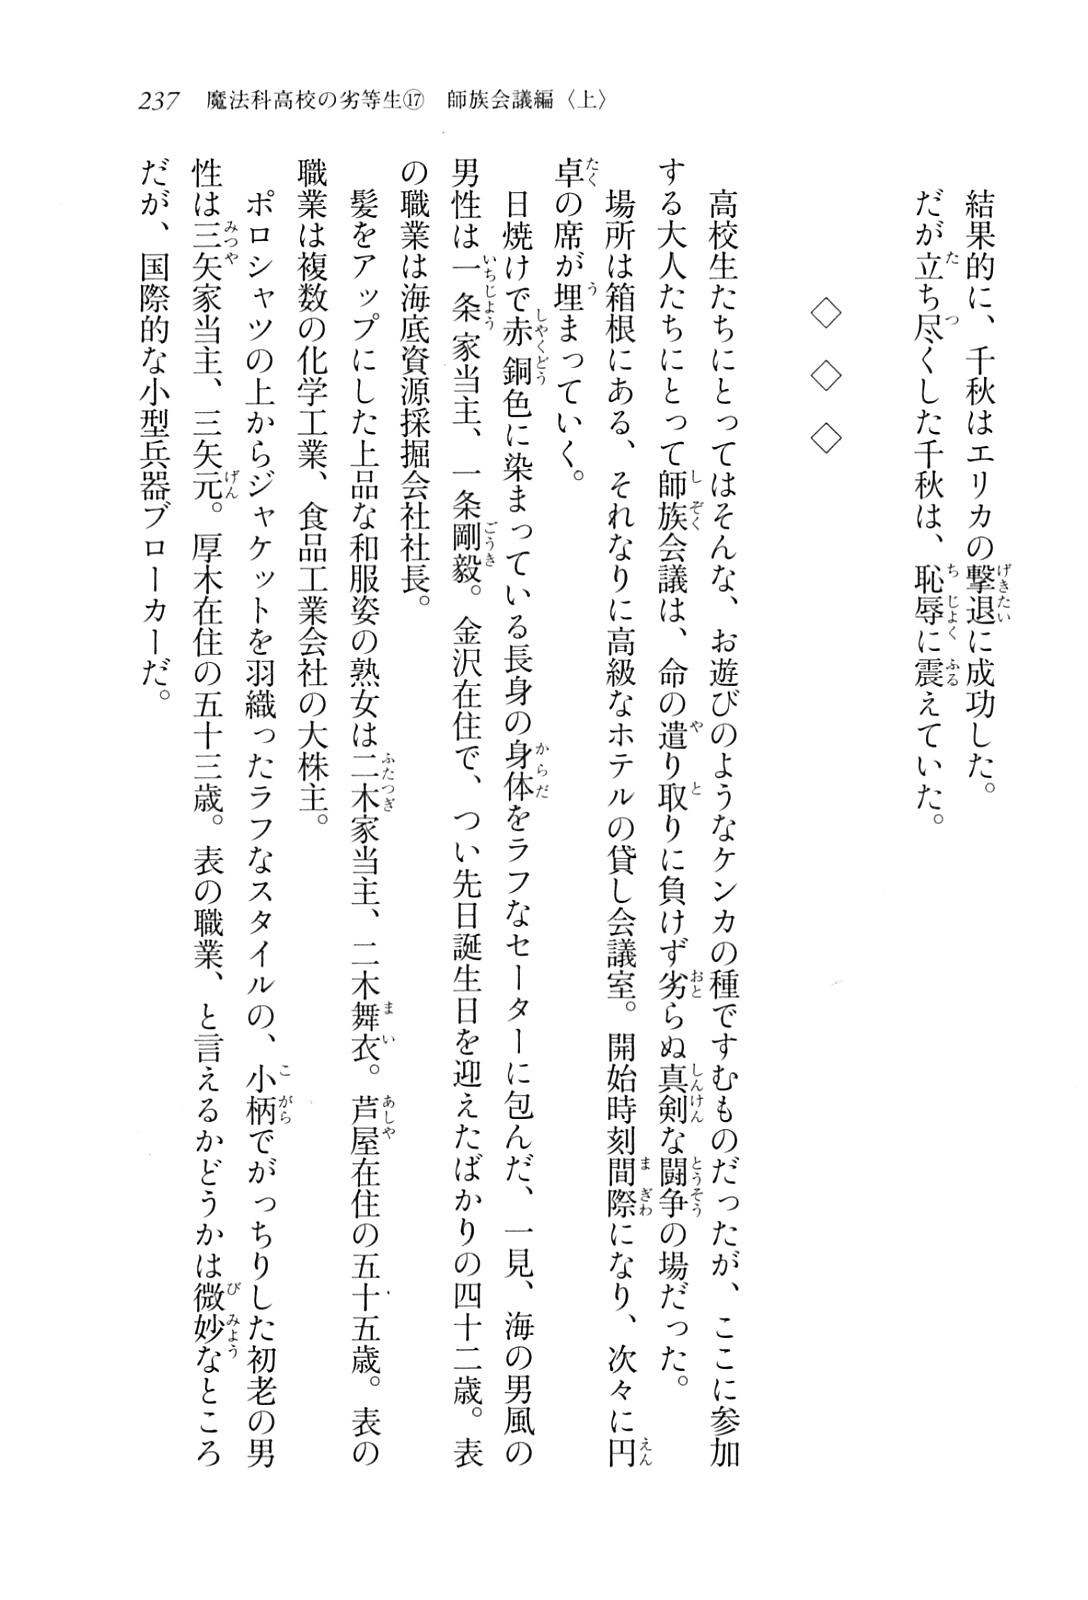 237 魔法科高校の劣等生⑰ 師族会議編〈上〉
結果的に、千秋はエリカの撃退に成功した。
だが立ち尽くした千秋は、恥辱に震えていた。
◇ ◇ ◇
高校生たちにとってはそんな、お遊びのようなケンカの種ですむものだったが、ここに参加
する大人たちにとって師族会議は、命の遣り取りに負けず劣らぬ真剣な闘争の場だった。
場所は箱根にある、それなりに高級なホテルの貸し会議室。開始時刻間際になり、次々に円
卓の席が埋まっていく。
日焼けで赤銅色に染まっている長身の身体をラフなセーターに包んだ、一見、海の男風の
男性は一条家当主、一条剛毅。金沢在住で、つい先日誕生日を迎えたばかりの四十二歳。表
の職業は海底資源採掘会社社長。
髪をアップにした上品な和服姿の熟女は二木家当主、二木舞衣。芦屋在住の五十五歳。表の
職業は複数の化学工業、食品工業会社の大株主。
ポロシャツの上からジャケットを羽織ったラフなスタイルの、小柄でがっちりした初老の男
性は三矢家当主、三矢元。厚木在住の五十三歳。表の職業、と言えるかどうかは微妙なところ
だが、国際的な小型兵器ブローカーだ。